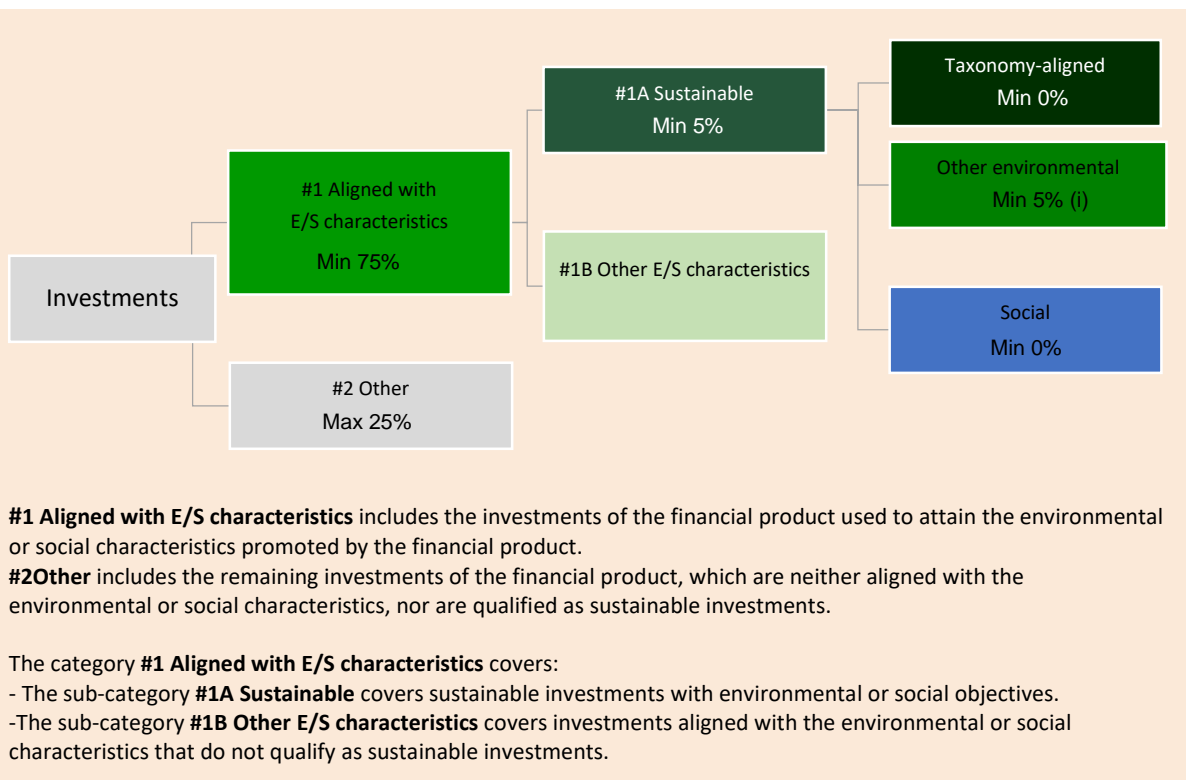 Investments
#1 Aligned with
E/S characteristics
Min 75%
#2 Other
Max 25%
#1A Sustainable
Min 5%
#1B Other E/S characteristics
Taxonomy-aligned
Min 0%
Other environmental
Min 5% (i)
Social
Min 0%
#1 Aligned with E/S characteristics includes the investments of the financial product used to attain the environmental
or social characteristics promoted by the financial product.
#2Other includes the remaining investments of the financial product, which are neither aligned with the
environmental or social characteristics, nor are qualified as sustainable investments.
The category #1 Aligned with E/S characteristics covers:
- The sub-category #1A Sustainable covers sustainable investments with environmental or social objectives.
-The sub-category #1B Other E/S characteristics covers investments aligned with the environmental or social
characteristics that do not qualify as sustainable investments.